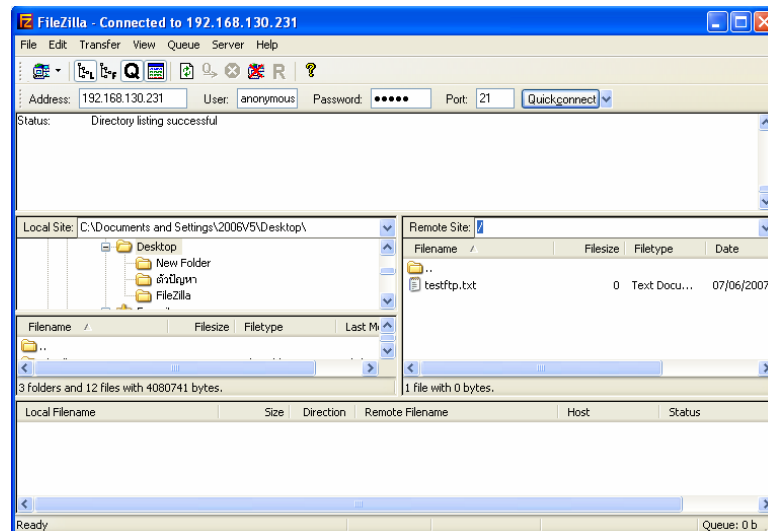 FileZilla - Connected to 192.168.130.231
File Edit Transfer View Queue Server Help
Address: 192.168.130.231 User: anonymous Password: ●●●●● Port: 21 Quickconnect
Status: Directory listing successful
Local Site: C:\Documents and Settings\2006V5\Desktop\
Desktop
New Folder
ตัวปัญหา
FileZilla
Filename Filesize Filetype Last M
..
3 folders and 12 files with 4080741 bytes.
Remote Site: /
Filename Filesize Filetype Date
..
testftp.txt 0 Text Docu... 07/06/2007
1 file with 0 bytes.
Local Filename Size Direction Remote Filename Host Status
Ready Queue: 0 b